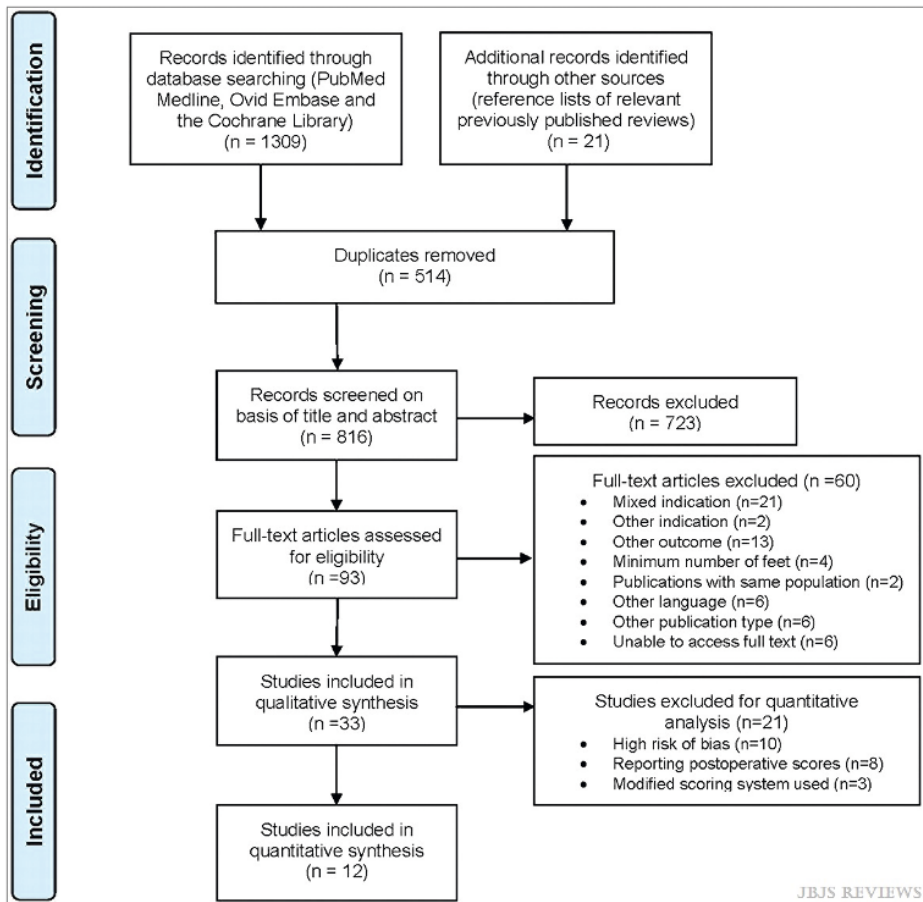 Identification
Records identified through
database searching (PubMed
Medline, Ovid Embase and
the Cochrane Library)
(n = 1309)
Additional records identified
through other sources
(reference lists of relevant
previously published reviews)
(n = 21)
Screening
Duplicates removed
(n = 514)
Records screened on
basis of title and abstract
(n = 816)
Records excluded
(n = 723)
Eligibility
Full-text articles assessed
for eligibility
(n =93)
Full-text articles excluded (n =60)
• Mixed indication (n=21)
• Other indication (n=2)
• Other outcome (n=13)
• Minimum number of feet (n=4)
• Publications with same population (n=2)
• Other language (n=6)
• Other publication type (n=6)
• Unable to access full text (n=6)
Studies included in
qualitative synthesis
(n =33)
Included
Studies excluded for quantitative
analysis (n=21)
• High risk of bias (n=10)
• Reporting postoperative scores (n=8)
• Modified scoring system used (n=3)
Studies included in
quantitative synthesis
(n = 12)
JBJS REVIEWS